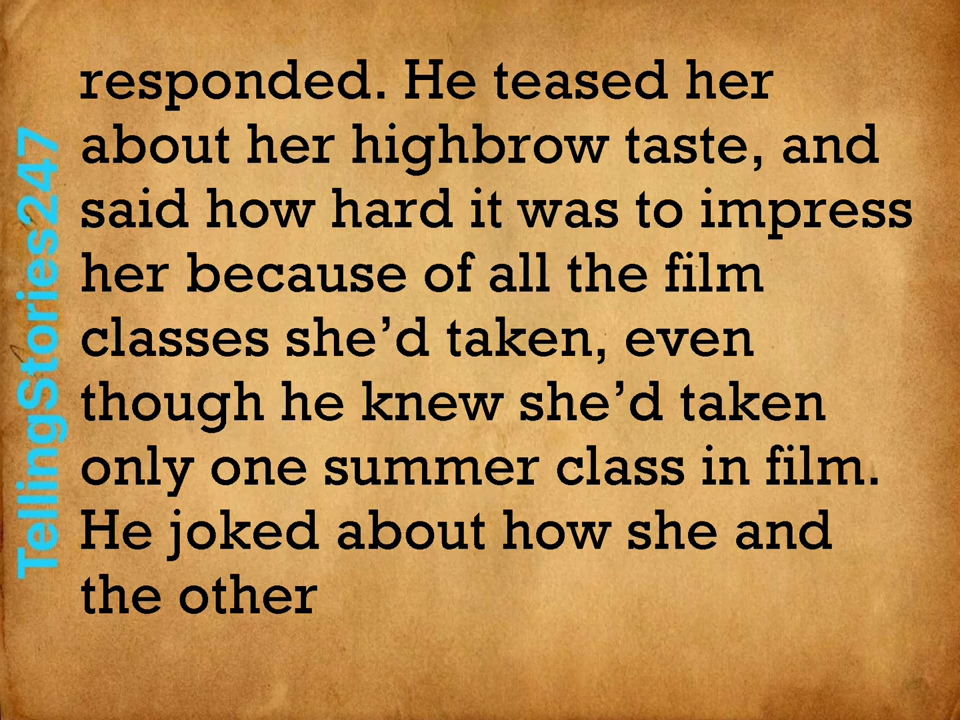 responded. He teased her
about her highbrow taste, and
said how hard it was to impress
her because of all the film
classes she’d taken, even
though he knew she’d taken
only one summer class in film.
He joked about how she and
the other
TellingStories247